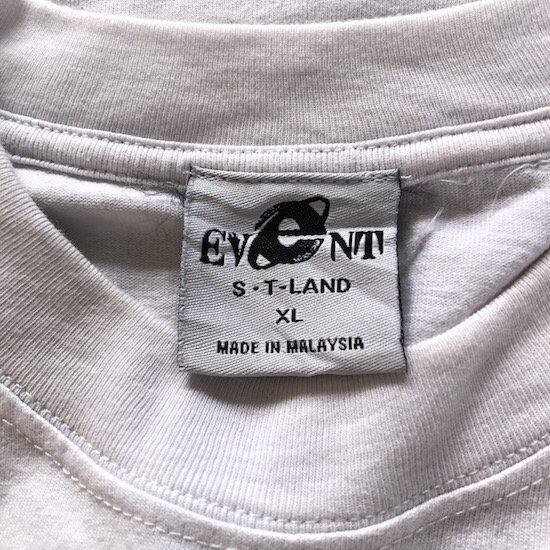 EVeNT
S·T-LAND
XL
MADE IN MALAYSIA